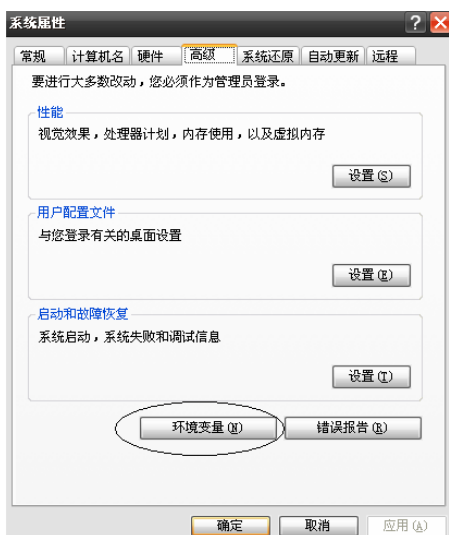 系统属性
常规 计算机名 硬件 高级 系统还原 自动更新 远程
要进行大多数改动，您必须作为管理员登录。
性能
视觉效果，处理器计划，内存使用，以及虚拟内存
设置(S)
用户配置文件
与您登录有关的桌面设置
设置(E)
启动和故障恢复
系统启动，系统失败和调试信息
设置(T)
环境变量(N) 错误报告(R)
确定 取消 应用(A)